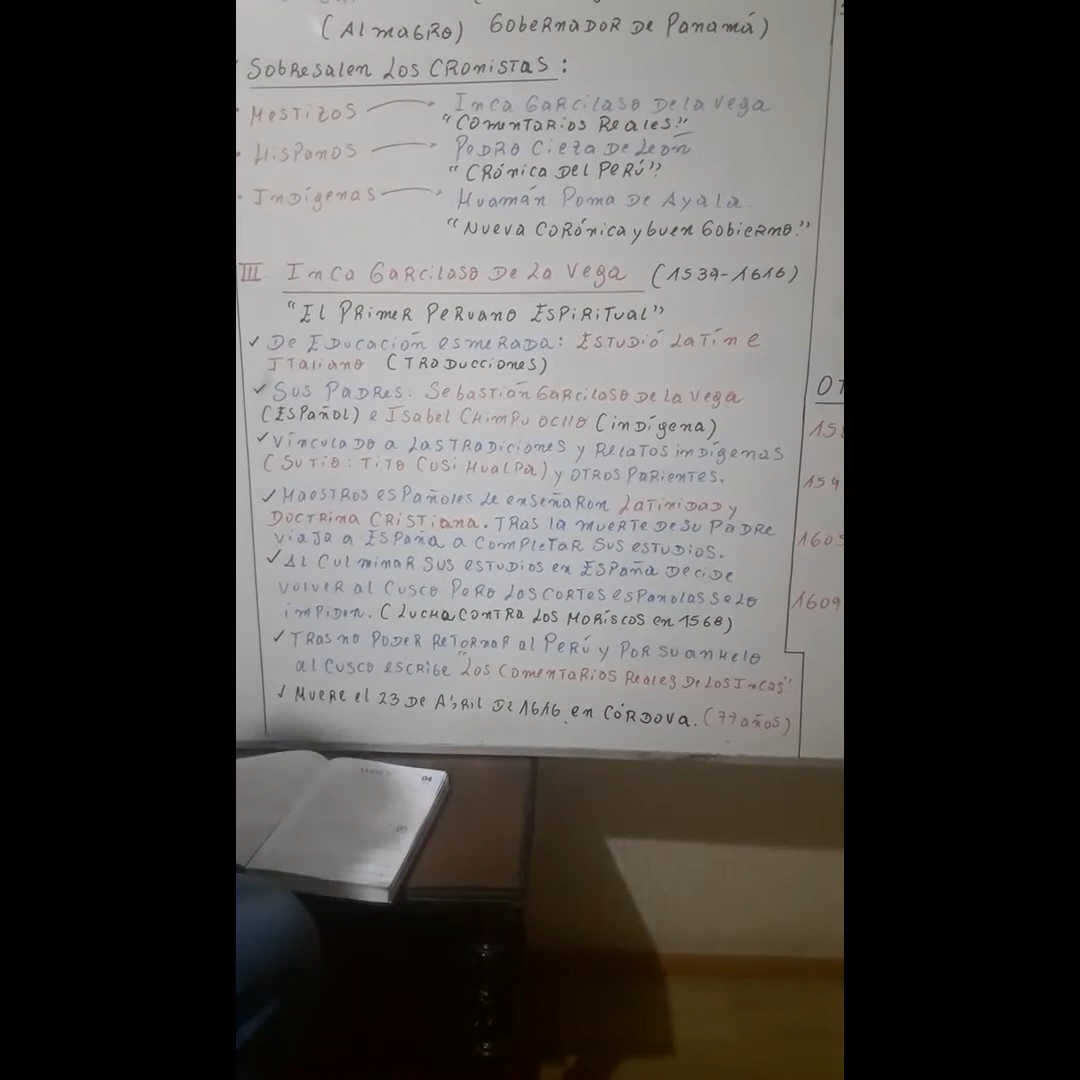 (Almagro) Gobernador de Panamá)
Sobresalen los cronistas:
• Mestizos — Inca Garcilaso de la Vega
"Comentarios Reales."
• Hispanos — Pedro Cieza de León
"Crónica del Perú".
• Indígenas — Huamán Poma de Ayala.
"Nueva Corónica y buen Gobierno."
III. Inca Garcilaso de la Vega (1539-1616)
"El Primer Peruano Espiritual"
✓ De Educación esmerada: Estudió latín e
Italiano (Traducciones)
✓ Sus Padres: Sebastián Garcilaso de la Vega
(Español) e Isabel Chimpu Ocllo (indígena)
✓ Vinculado a las tradiciones y relatos indígenas
(Su tío: Tito Cusi Hualpa) y otros parientes.
✓ Maestros españoles le enseñaron latinidad y
Doctrina Cristiana. Tras la muerte de su padre
viaja a España a completar sus estudios.
✓ Al culminar sus estudios en España decide
volver al Cusco pero las cortes españolas se lo
impiden. (Lucha contra los moríscos en 1568)
✓ Tras no poder retornar al Perú y por su anhelo
al Cusco escribe "Los Comentarios Reales de los Incas".
✓ Muere el 23 de Abril de 1616 en Córdova. (77 años)
OT
15
159
1605
1609